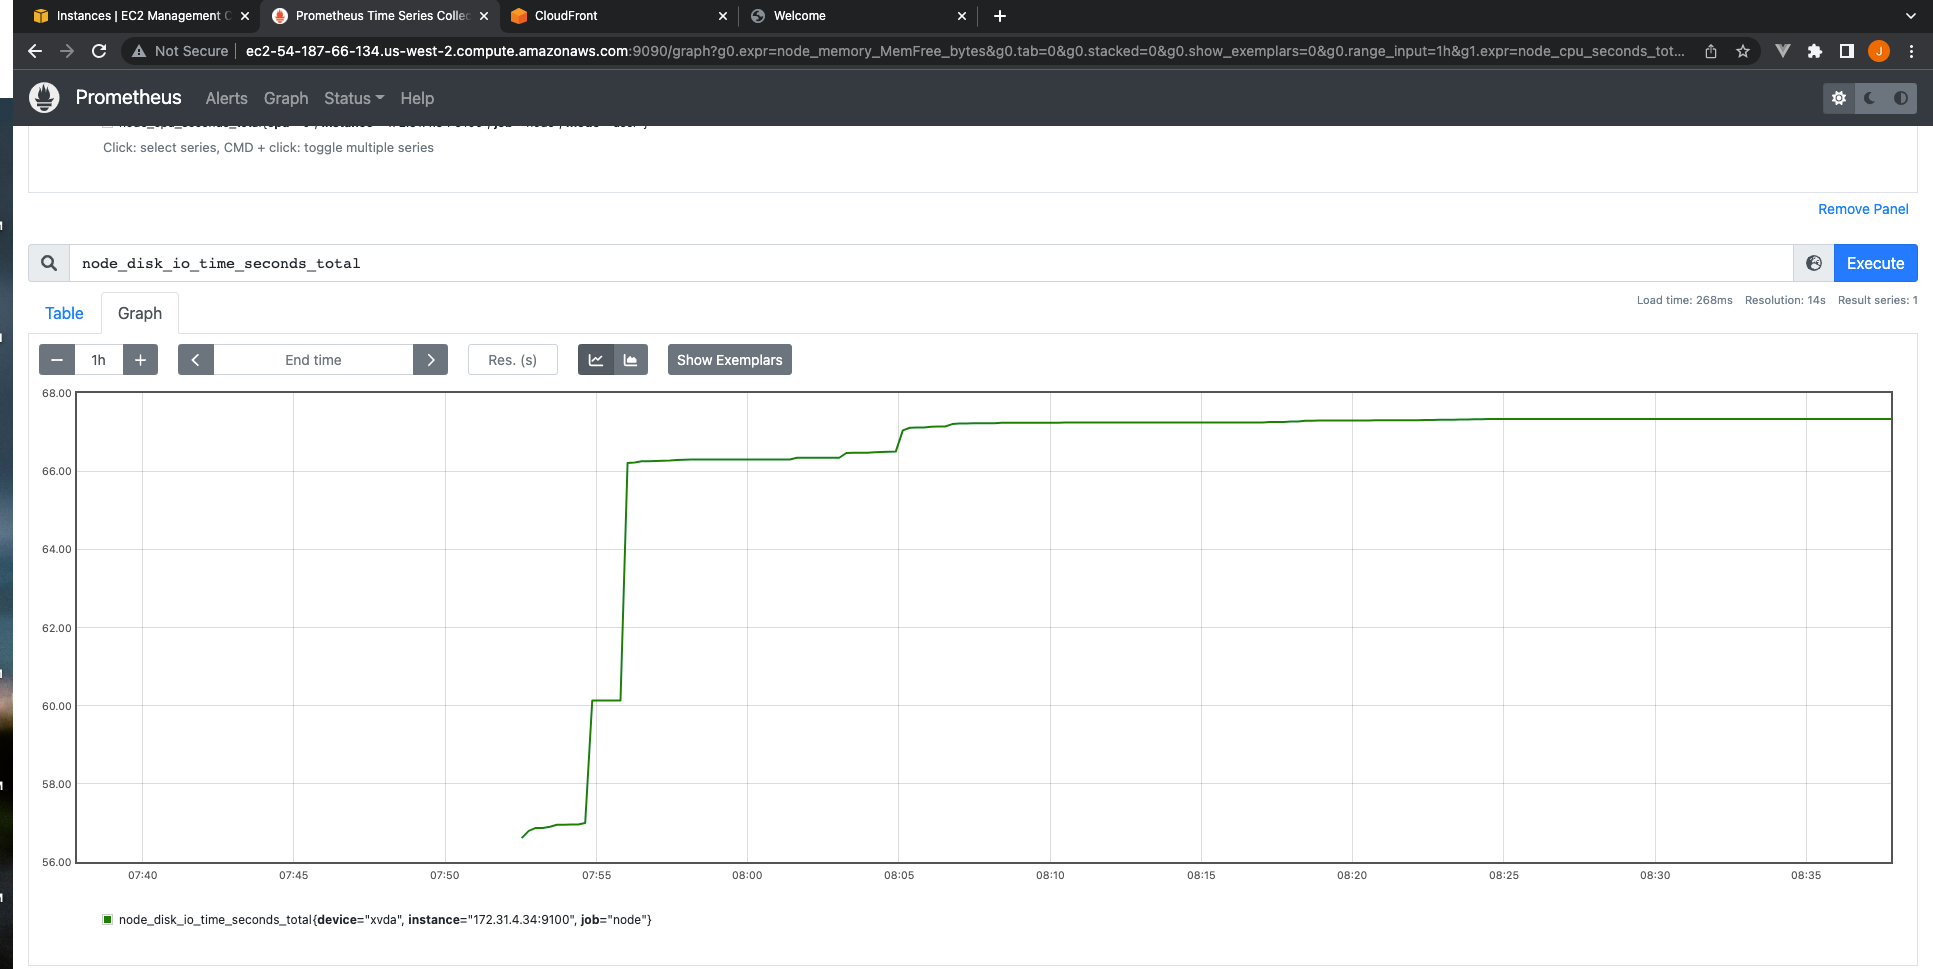 Instances | EC2 Management C
Prometheus Time Series Collec
CloudFront
Welcome
Not Secure | ec2-54-187-66-134.us-west-2.compute.amazonaws.com:9090/graph?g0.expr=node_memory_MemFree_bytes&g0.tab=0&g0.stacked=0&g0.show_exemplars=0&g0.range_input=1h&g1.expr=node_cpu_seconds_tot...
J
Prometheus Alerts Graph Status Help
Click: select series, CMD + click: toggle multiple series
Remove Panel
node_disk_io_time_seconds_total
Execute
Load time: 268ms Resolution: 14s Result series: 1
Table Graph
− 1h + End time Res. (s) Show Exemplars
68.00
66.00
64.00
62.00
60.00
58.00
56.00
07:40 07:45 07:50 07:55 08:00 08:05 08:10 08:15 08:20 08:25 08:30 08:35
node_disk_io_time_seconds_total{device="xvda", instance="172.31.4.34:9100", job="node"}